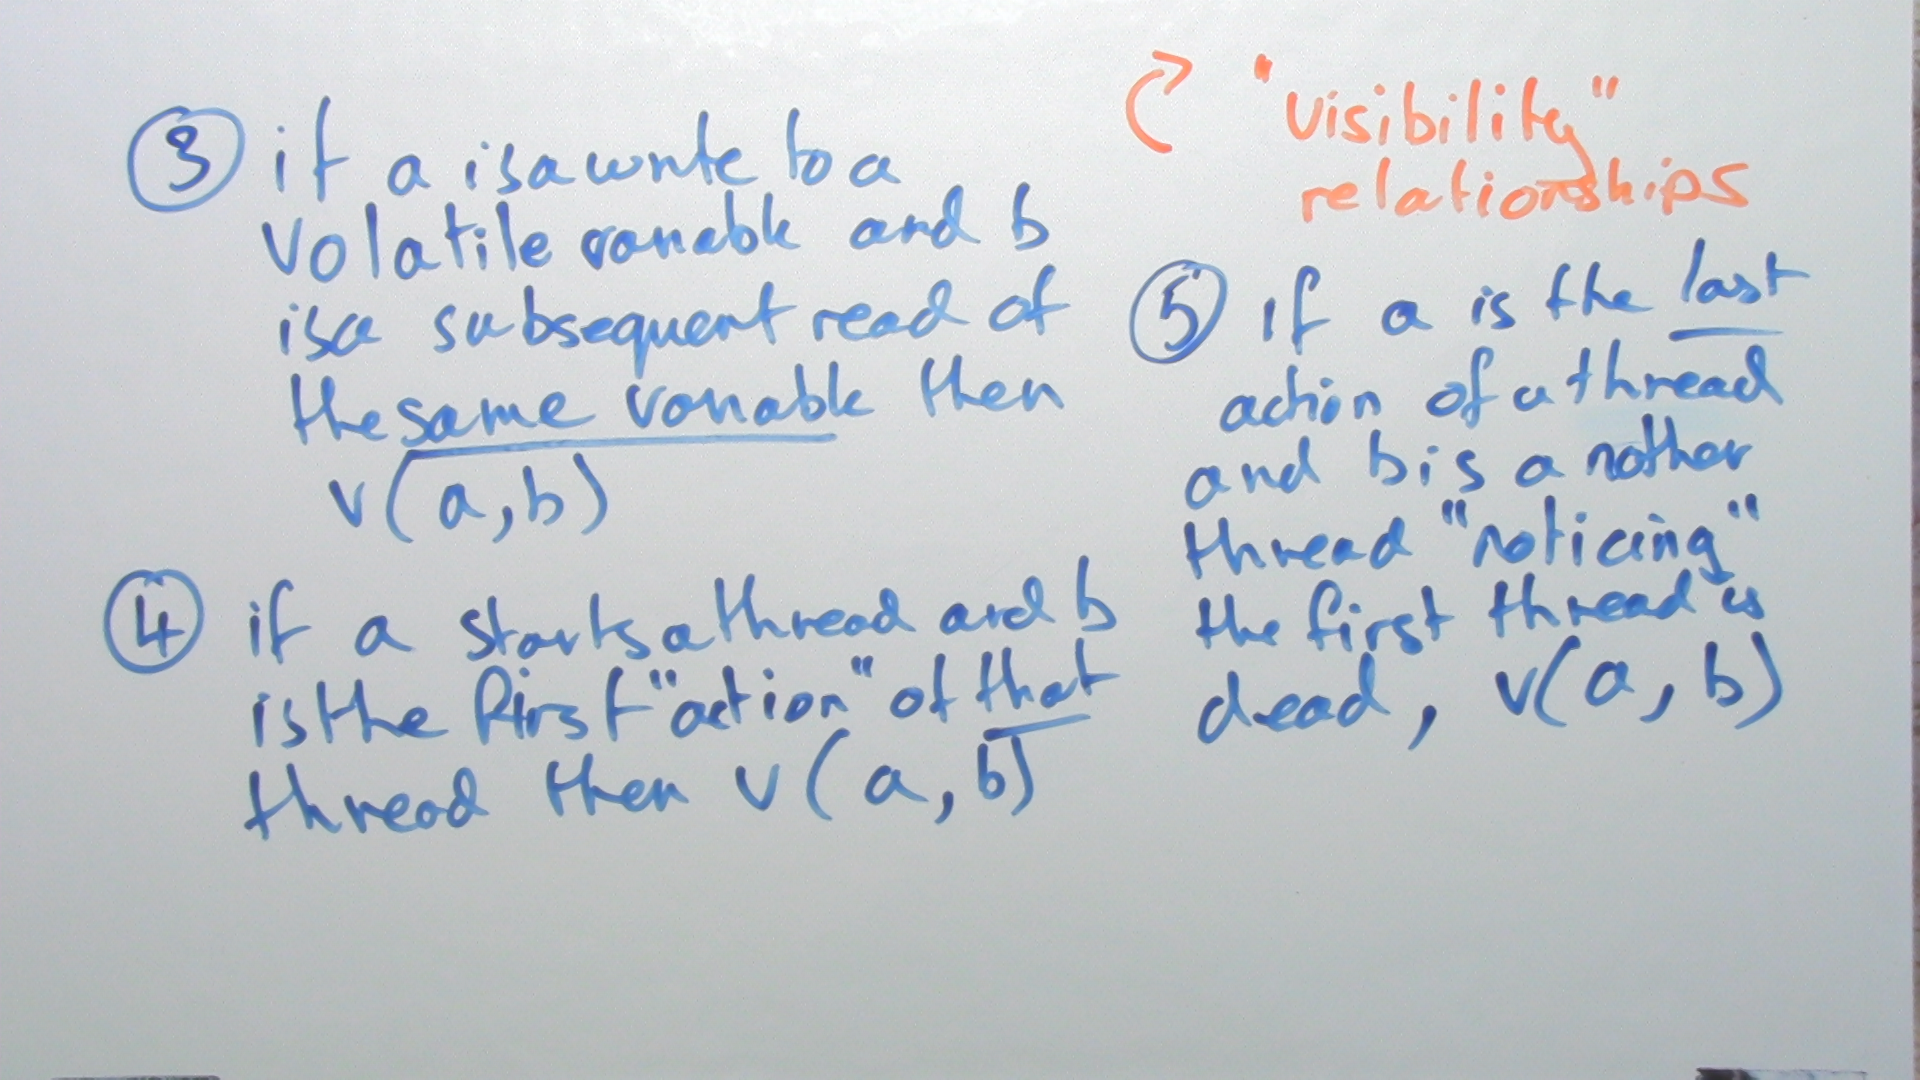 ③ if a is a write to a
volatile variable and b
is a subsequent read of
the same variable then
v(a,b)
④ if a starts a thread and b
is the first "action" of that
thread then v(a,b)
"visibility"
relationships
⑤ if a is the last
action of a thread
and b is another
thread "noticing"
the first thread is
dead, v(a,b)